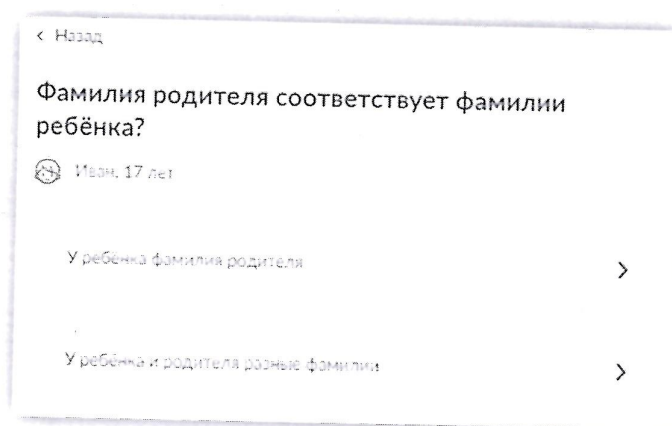 Назад
Фамилия родителя соответствует фамилии
ребёнка?
Иван, 17 лет
У ребёнка фамилия родителя
У ребёнка и родителя разные фамилии